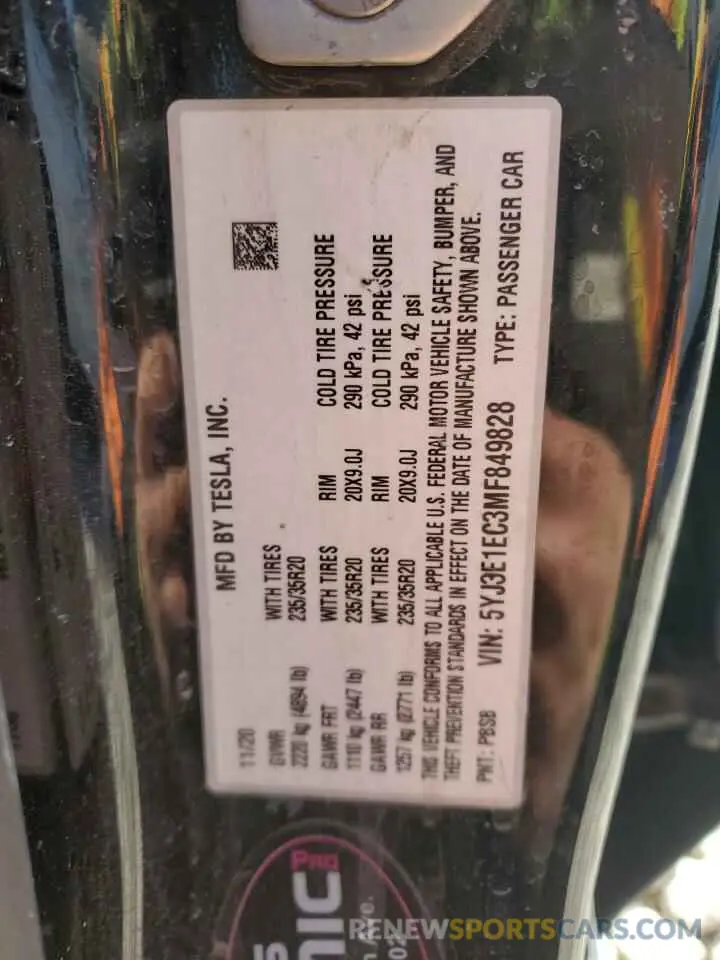 MFD BY TESLA, INC.
11/20
GVWR WITH TIRES
2220 kg (4894 lb) 235/35R20
GAWR FRT WITH TIRES RIM COLD TIRE PRESSURE
1110 kg (2447 lb) 235/35R20 20X9.0J 290 kPa, 42 psi
GAWR RR WITH TIRES RIM COLD TIRE PRESSURE
1257 kg (2771 lb) 235/35R20 20X9.0J 290 kPa, 42 psi
THIS VEHICLE CONFORMS TO ALL APPLICABLE U.S. FEDERAL MOTOR VEHICLE SAFETY, BUMPER, AND
THEFT PREVENTION STANDARDS IN EFFECT ON THE DATE OF MANUFACTURE SHOWN ABOVE.
PNT: PBSB VIN: 5YJ3E1EC3MF849828 TYPE: PASSENGER CAR
PRO
RENEWSPORTSCARS.COM